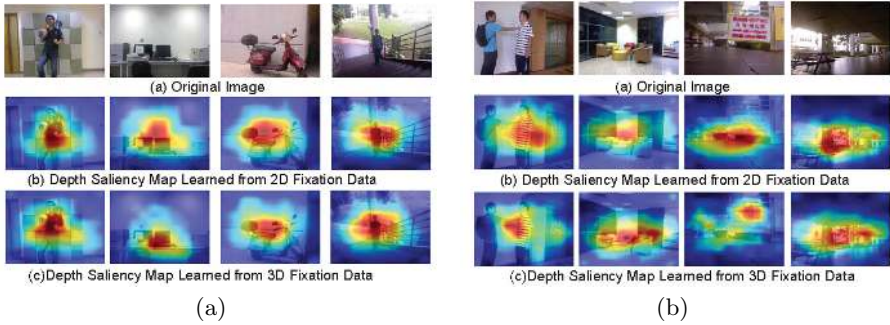 (a) Original Image
(b) Depth Saliency Map Learned from 2D Fixation Data
(c)Depth Saliency Map Learned from 3D Fixation Data
(a)
(a) Original Image
(b) Depth Saliency Map Learned from 2D Fixation Data
(c)Depth Saliency Map Learned from 3D Fixation Data
(b)